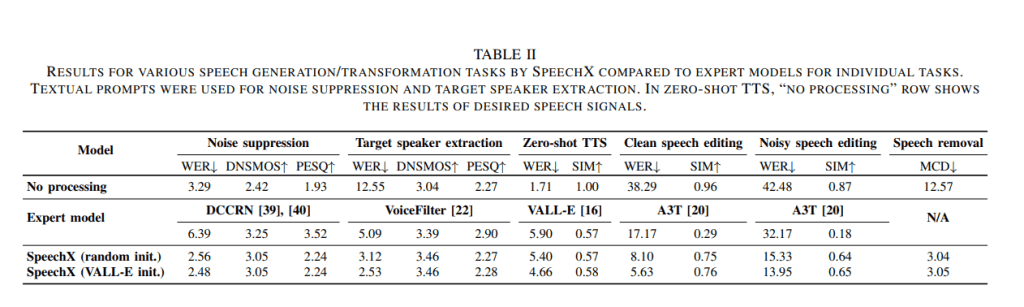 TABLE II
RESULTS FOR VARIOUS SPEECH GENERATION/TRANSFORMATION TASKS BY SPEECHX COMPARED TO EXPERT MODELS FOR INDIVIDUAL TASKS.
TEXTUAL PROMPTS WERE USED FOR NOISE SUPPRESSION AND TARGET SPEAKER EXTRACTION. IN ZERO-SHOT TTS, “NO PROCESSING” ROW SHOWS
THE RESULTS OF DESIRED SPEECH SIGNALS.
Model Noise suppression Target speaker extraction Zero-shot TTS Clean speech editing Noisy speech editing Speech removal
WER↓ DNSMOS↑ PESQ↑ WER↓ DNSMOS↑ PESQ↑ WER↓ SIM↑ WER↓ SIM↑ WER↓ SIM↑ MCD↓
No processing 3.29 2.42 1.93 12.55 3.04 2.27 1.71 1.00 38.29 0.96 42.48 0.87 12.57
Expert model DCCRN [39], [40] VoiceFilter [22] VALL-E [16] A3T [20] A3T [20] N/A
6.39 3.25 3.52 5.09 3.39 2.90 5.90 0.57 17.17 0.29 32.17 0.18
SpeechX (random init.) 2.56 3.05 2.24 3.12 3.46 2.27 5.40 0.57 8.10 0.75 15.33 0.64 3.04
SpeechX (VALL-E init.) 2.48 3.05 2.24 2.53 3.46 2.28 4.66 0.58 5.63 0.76 13.95 0.65 3.05